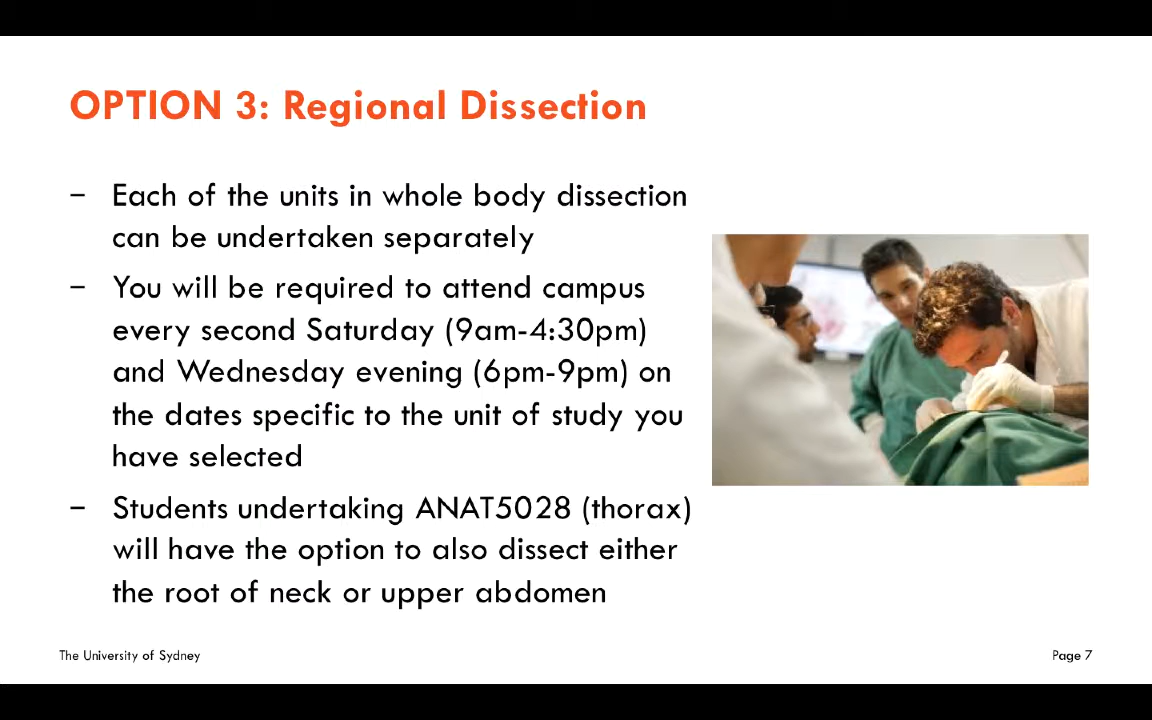 OPTION 3: Regional Dissection
– Each of the units in whole body dissection
can be undertaken separately
– You will be required to attend campus
every second Saturday (9am-4:30pm)
and Wednesday evening (6pm-9pm) on
the dates specific to the unit of study you
have selected
– Students undertaking ANAT5028 (thorax)
will have the option to also dissect either
the root of neck or upper abdomen
The University of Sydney
Page 7